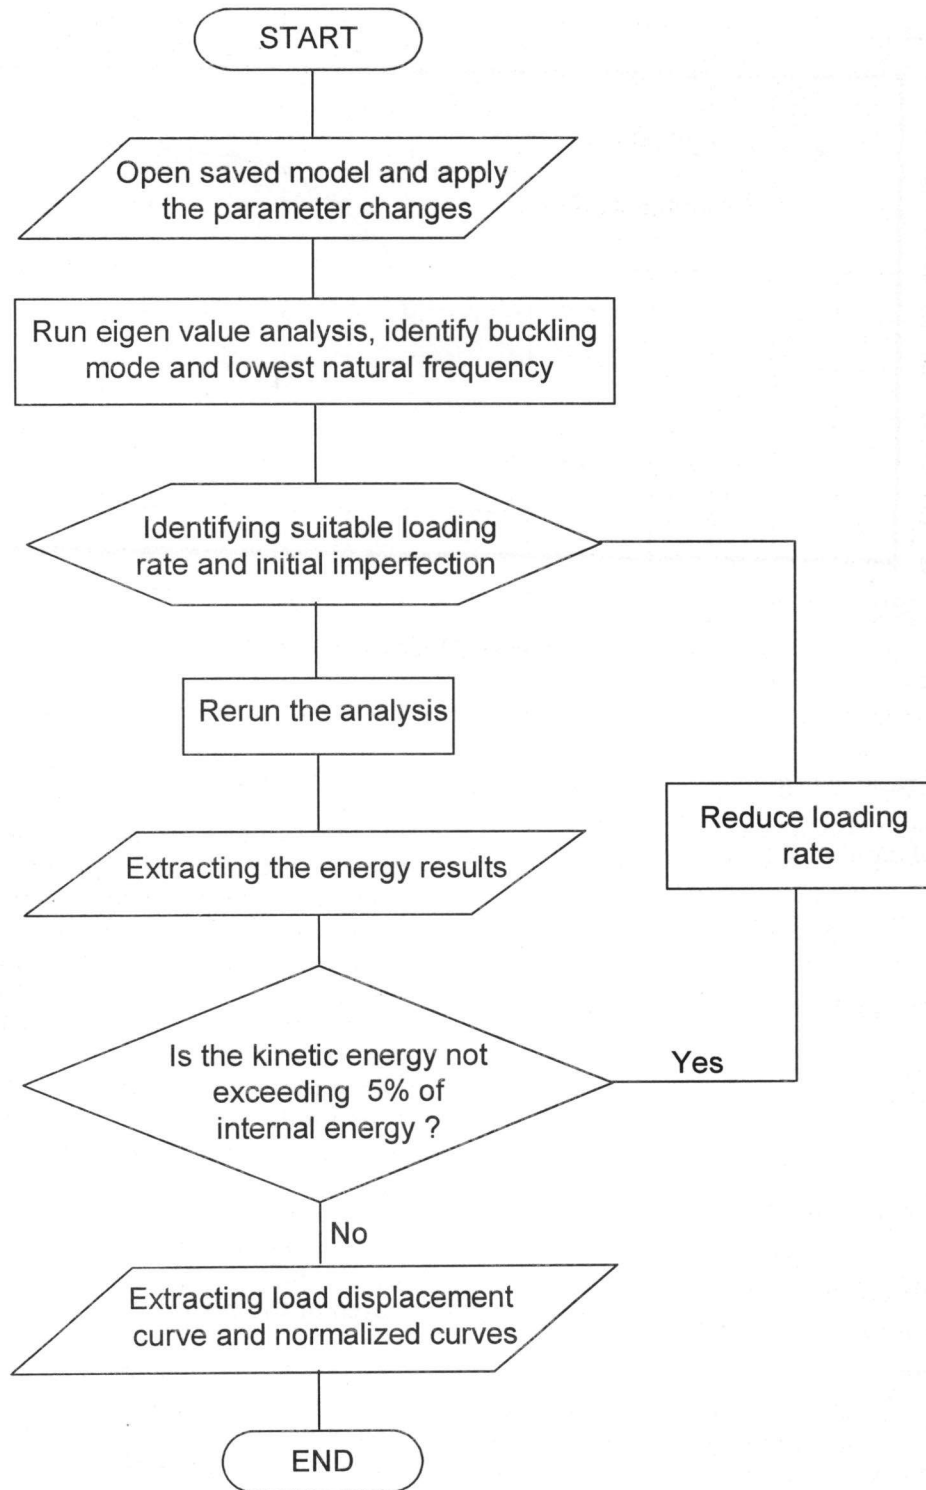 START
Open saved model and apply
the parameter changes
Run eigen value analysis, identify buckling
mode and lowest natural frequency
Identifying suitable loading
rate and initial imperfection
Rerun the analysis
Reduce loading
rate
Extracting the energy results
Is the kinetic energy not
exceeding 5% of
internal energy ?
Yes
No
Extracting load displacement
curve and normalized curves
END